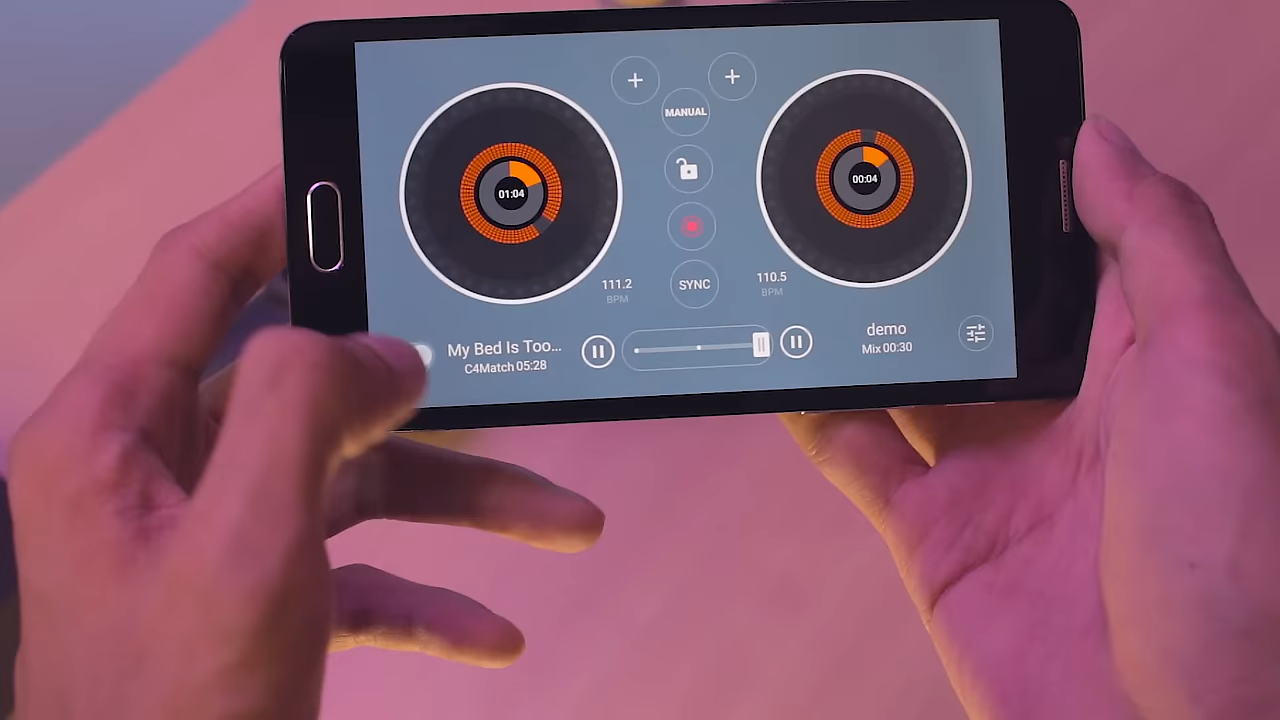 MANUAL
01:04
00:04
111.2
BPM
SYNC
110.5
BPM
My Bed Is Too...
C4Match 05:28
demo
Mix 00:30